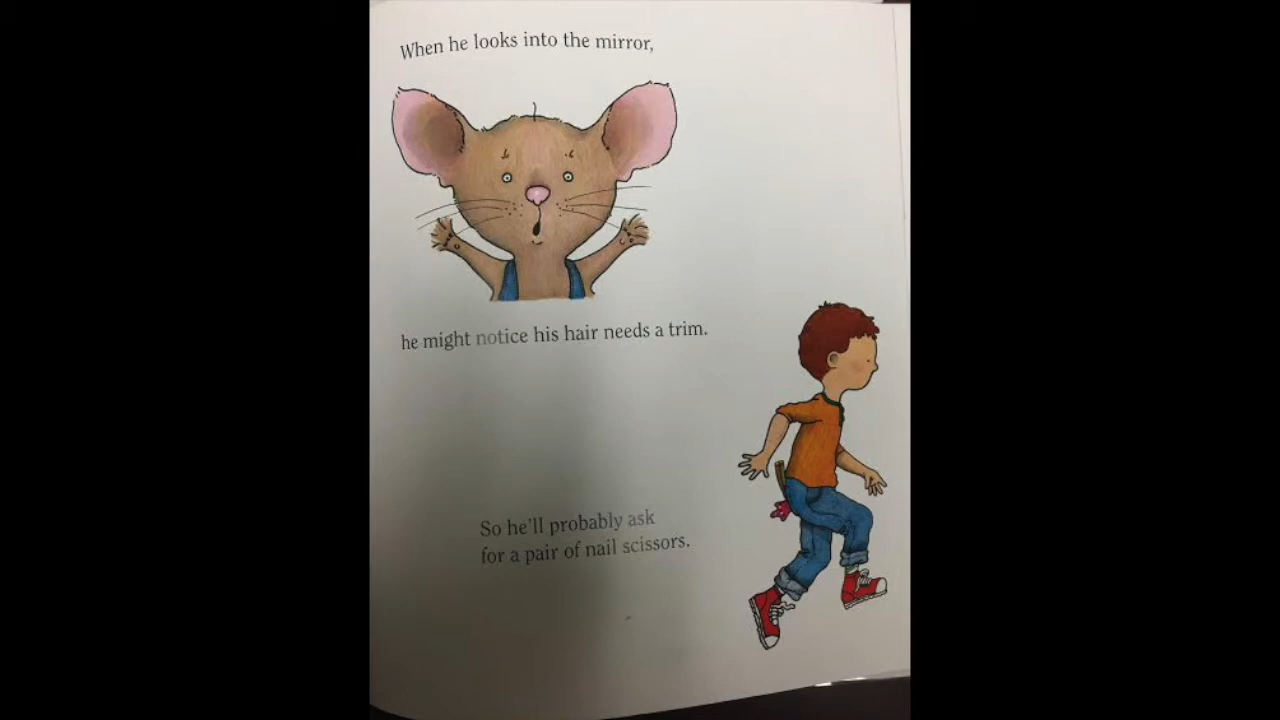 When he looks into the mirror,
he might notice his hair needs a trim.
So he'll probably ask
for a pair of nail scissors.